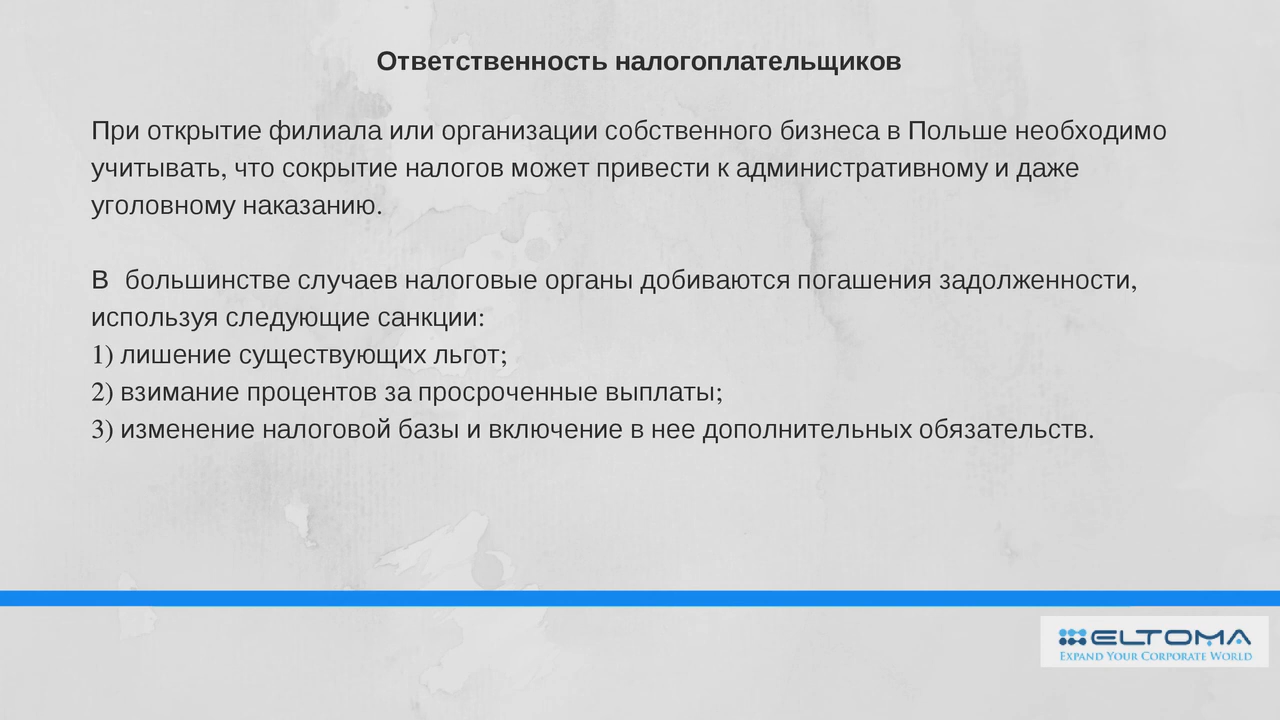 Ответственность налогоплательщиков
При открытие филиала или организации собственного бизнеса в Польше необходимо
учитывать, что сокрытие налогов может привести к административному и даже
уголовному наказанию.
В  большинстве случаев налоговые органы добиваются погашения задолженности,
используя следующие санкции:
1) лишение существующих льгот;
2) взимание процентов за просроченные выплаты;
3) изменение налоговой базы и включение в нее дополнительных обязательств.
ELTOMA
EXPAND YOUR CORPORATE WORLD